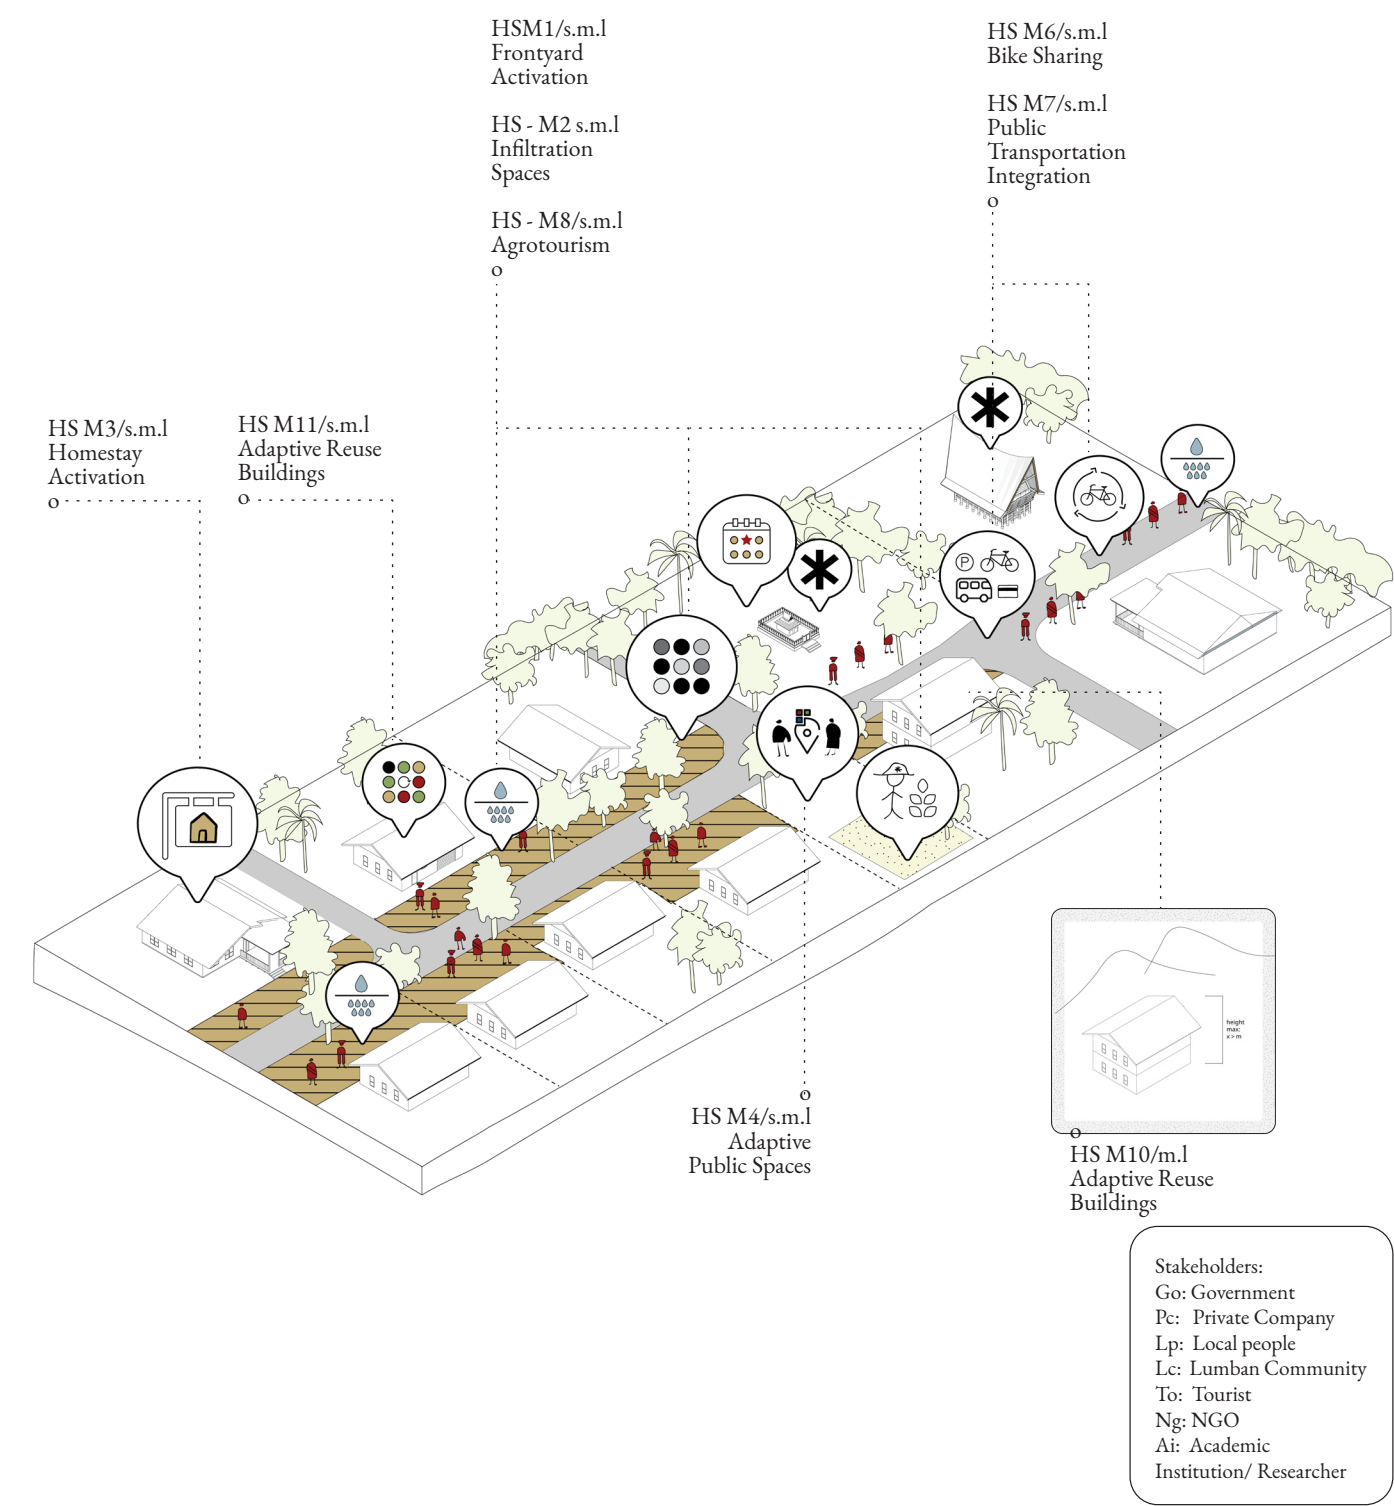 HSM1/s.m.l
Frontyard
Activation
HS - M2 s.m.l
Infiltration
Spaces
HS - M8/s.m.l
Agrotourism
HS M6/s.m.l
Bike Sharing
HS M7/s.m.l
Public
Transportation
Integration
HS M3/s.m.l
Homestay
Activation
HS M11/s.m.l
Adaptive Reuse
Buildings
P
height
max:
x > m
HS M4/s.m.l
Adaptive
Public Spaces
HS M10/m.l
Adaptive Reuse
Buildings
Stakeholders:
Go: Government
Pc: Private Company
Lp: Local people
Lc: Lumban Community
To: Tourist
Ng: NGO
Ai: Academic
Institution/ Researcher